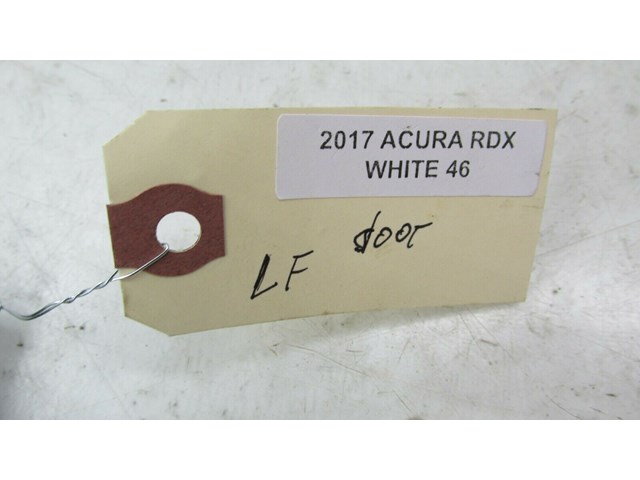 2017 ACURA RDX
WHITE 46
LF door